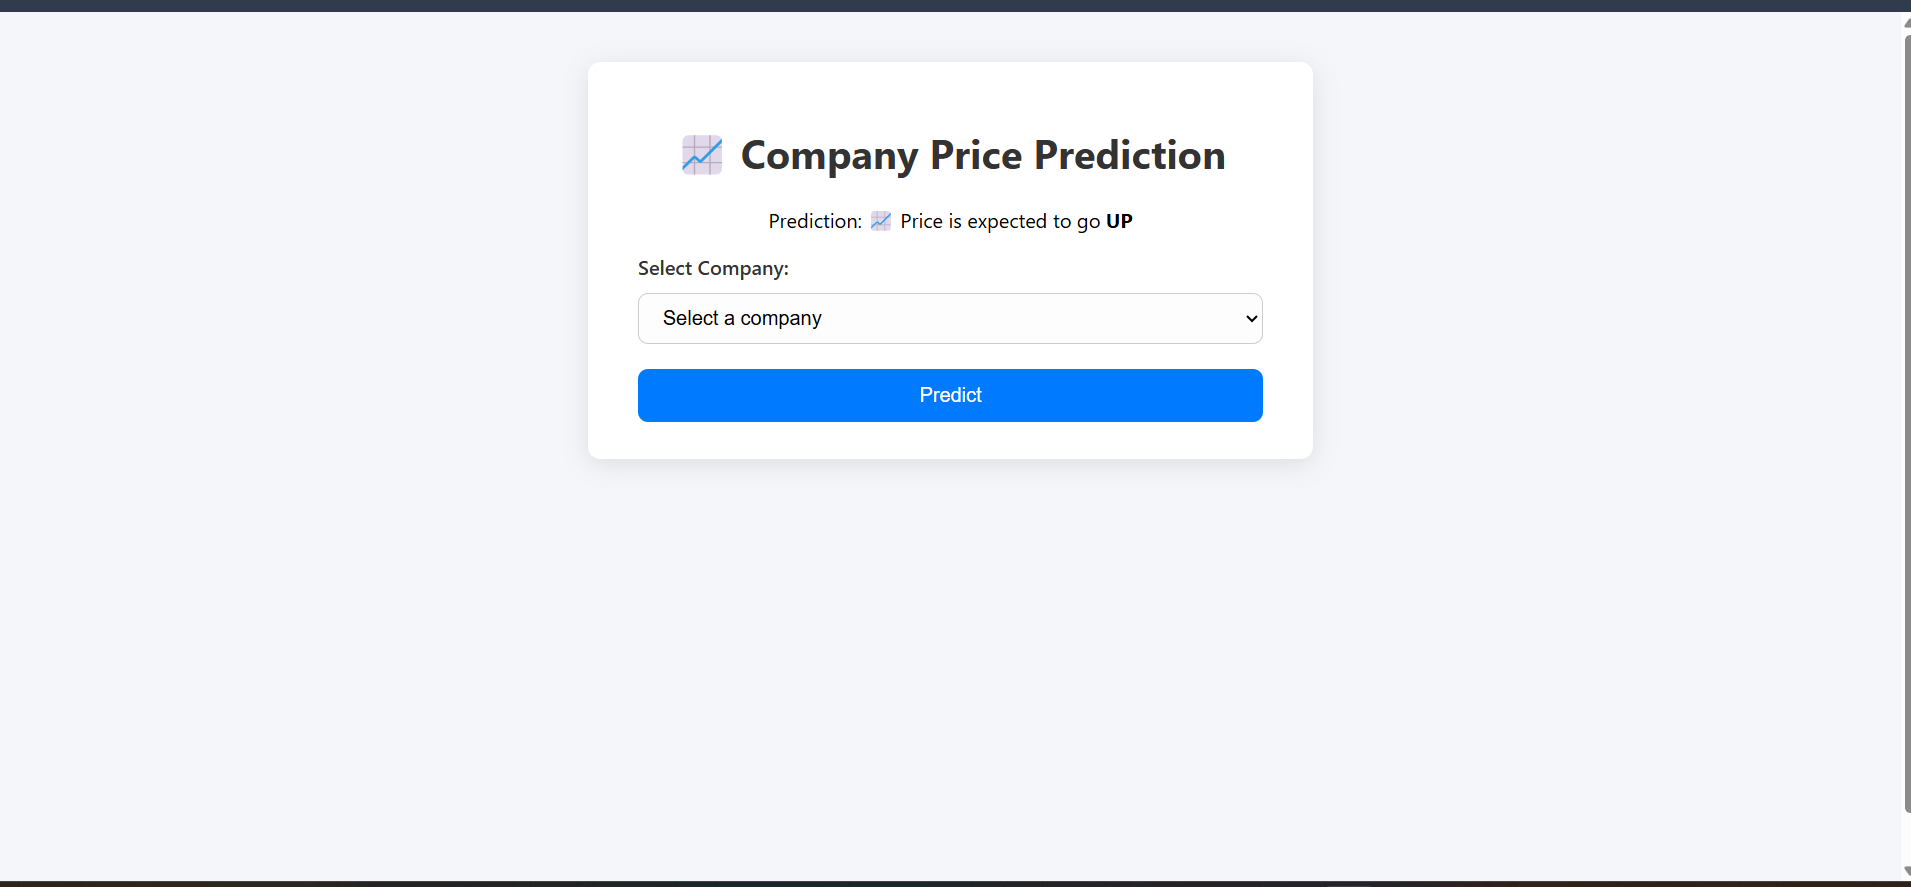 Company Price Prediction
Prediction: Price is expected to go UP
Select Company:
Select a company
Predict